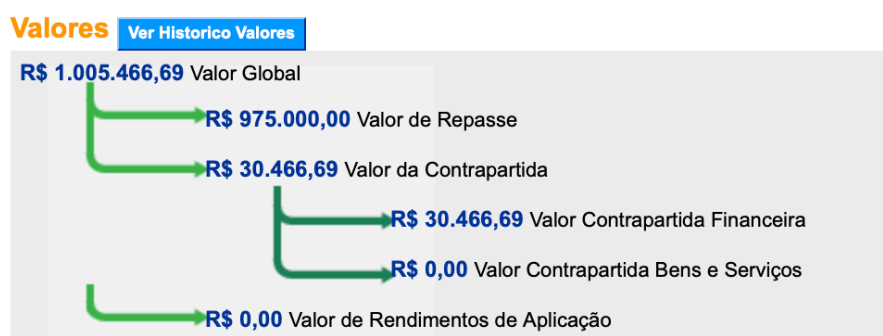 Valores Ver Historico Valores
R$ 1.005.466,69 Valor Global
R$ 975.000,00 Valor de Repasse
R$ 30.466,69 Valor da Contrapartida
R$ 30.466,69 Valor Contrapartida Financeira
R$ 0,00 Valor Contrapartida Bens e Serviços
R$ 0,00 Valor de Rendimentos de Aplicação